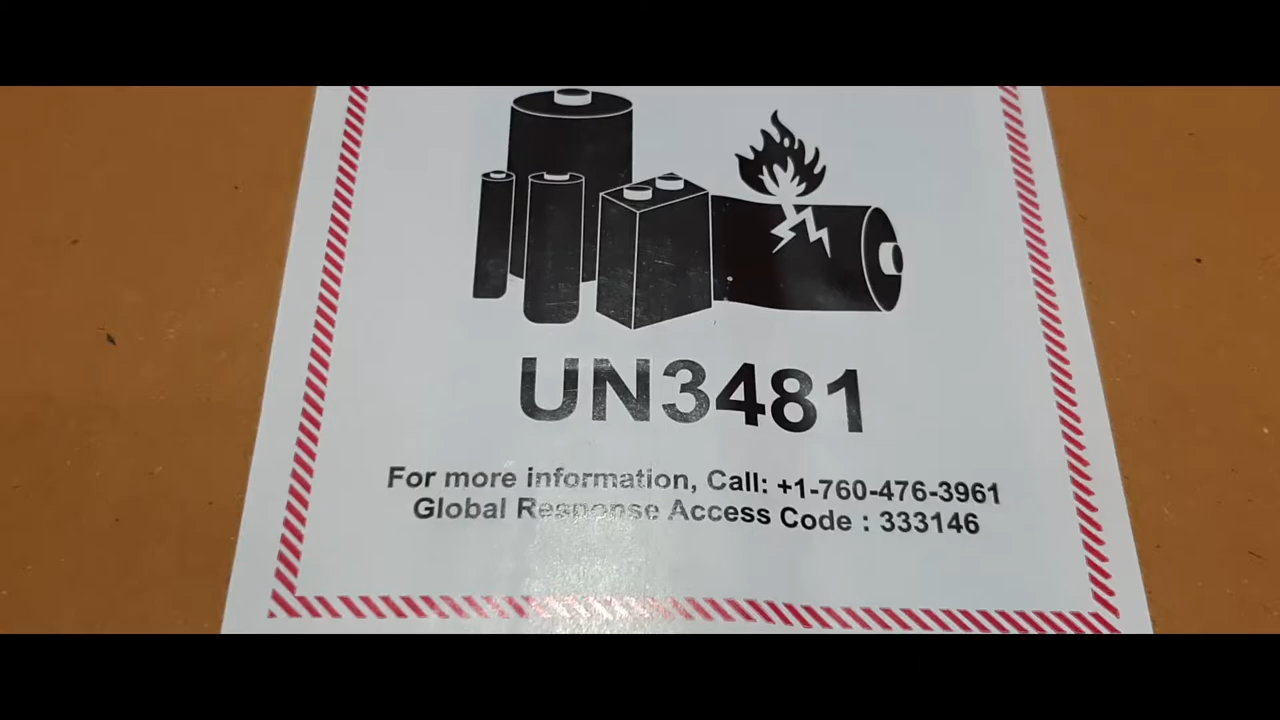 UN3481
For more information, Call: +1-760-476-3961
Global Response Access Code : 333146